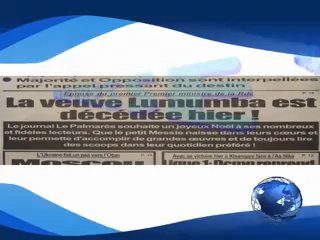 Majorité et Opposition sont interpellées
par l'appel pressant du destin
Epouse du premier Premier ministre de la Rdc
La veuve Lumumba est
décédée hier !
Le journal Le Palmarès souhaite un joyeux Noël à ses nombreux
et fidèles lecteurs. Que le petit Messie naisse dans leurs cœurs et
leur permette d'accomplir de grandes œuvres et de toujours lire
des scoops dans leur quotidien préféré !
L'Ukraine fait un pas vers l'Otan
Avec sa victoire hier à Kisangani face à l'As Nika